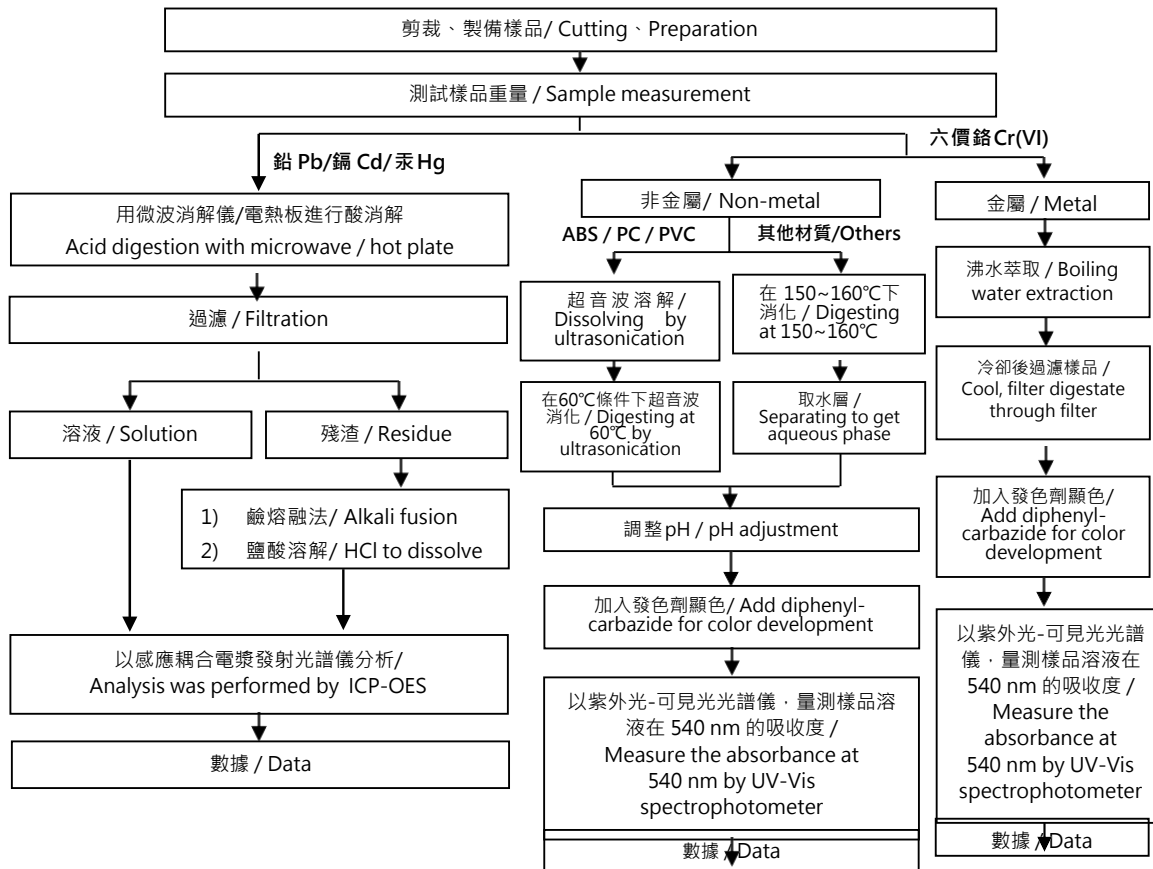 剪裁、製備樣品/ Cutting、Preparation
測試樣品重量 / Sample measurement
鉛 Pb/鎘 Cd/ 汞 Hg
六價鉻 Cr(VI)
用微波消解儀/電熱板進行酸消解
Acid digestion with microwave / hot plate
過濾 / Filtration
溶液 / Solution
殘渣 / Residue
1) 鹼熔融法/ Alkali fusion
2) 鹽酸溶解/ HCl to dissolve
以感應耦合電漿發射光譜儀分析/
Analysis was performed by ICP-OES
數據 / Data
非金屬/ Non-metal
ABS / PC / PVC
其他材質/Others
超音波溶解/
Dissolving by
ultrasonication
在 150~160℃下
消化 / Digesting
at 150~160℃
在60℃條件下超音波
消化 / Digesting at
60℃ by
ultrasonication
取水層 /
Separating to get
aqueous phase
調整pH / pH adjustment
加入發色劑顯色/ Add diphenyl-
carbazide for color development
以紫外光-可見光光譜儀，量測樣品溶
液在 540 nm 的吸收度 /
Measure the absorbance at
540 nm by UV-Vis
spectrophotometer
數據 /Data
金屬/ Metal
沸水萃取 / Boiling
water extraction
冷卻後過濾樣品 /
Cool, filter digestate
through filter
加入發色劑顯色/
Add diphenyl-
carbazide for color
development
以紫外光-可見光光譜
儀，量測樣品溶液在
540 nm 的吸收度 /
Measure the
absorbance at
540 nm by UV-Vis
spectrophotometer
數據 /Data